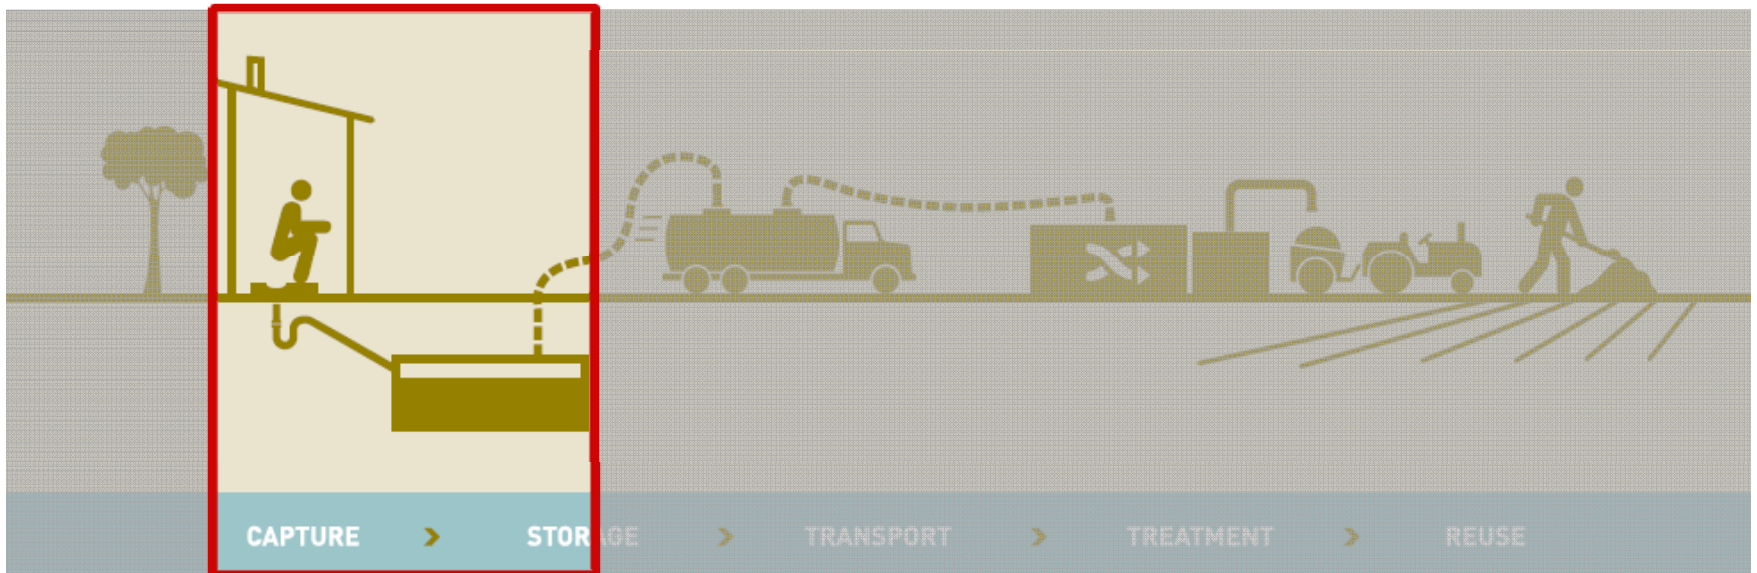 CAPTURE > STORAGE > TRANSPORT > TREATMENT > REUSE